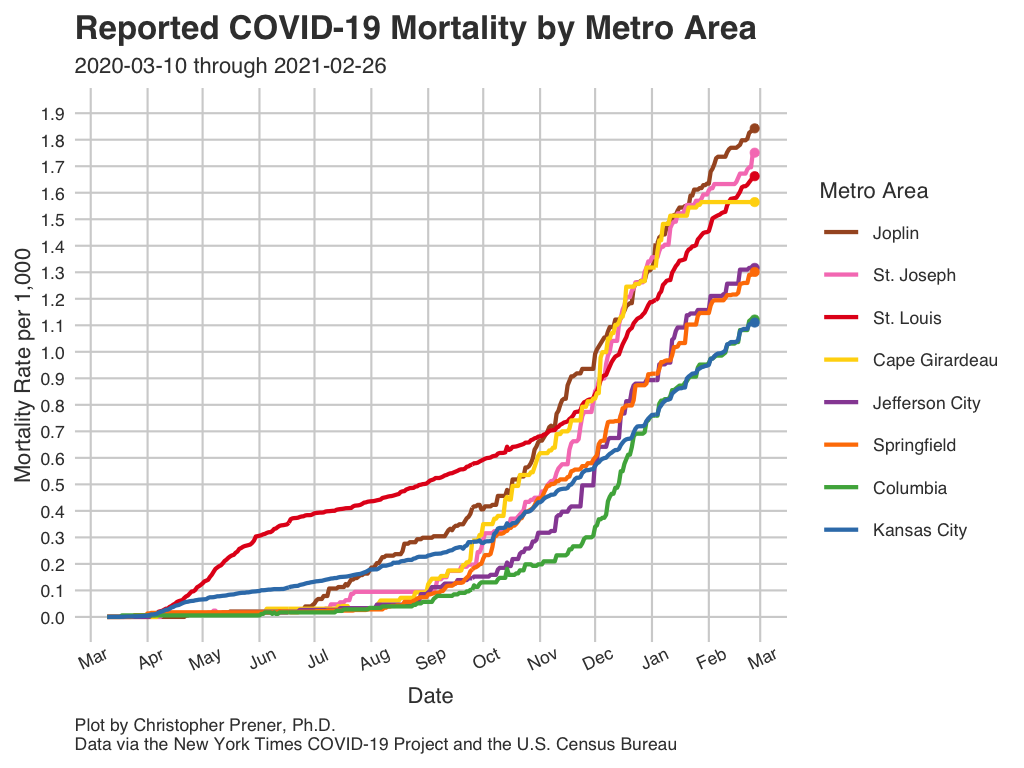 Reported COVID-19 Mortality by Metro Area
2020-03-10 through 2021-02-26
Mortality Rate per 1,000
1.9
1.8
1.7
1.6
1.5
1.4
1.3
1.2
1.1
1.0
0.9
0.8
0.7
0.6
0.5
0.4
0.3
0.2
0.1
0.0
Mar Apr May Jun Jul Aug Sep Oct Nov Dec Jan Feb Mar
Date
Metro Area
Joplin
St. Joseph
St. Louis
Cape Girardeau
Jefferson City
Springfield
Columbia
Kansas City
Plot by Christopher Prener, Ph.D.
Data via the New York Times COVID-19 Project and the U.S. Census Bureau